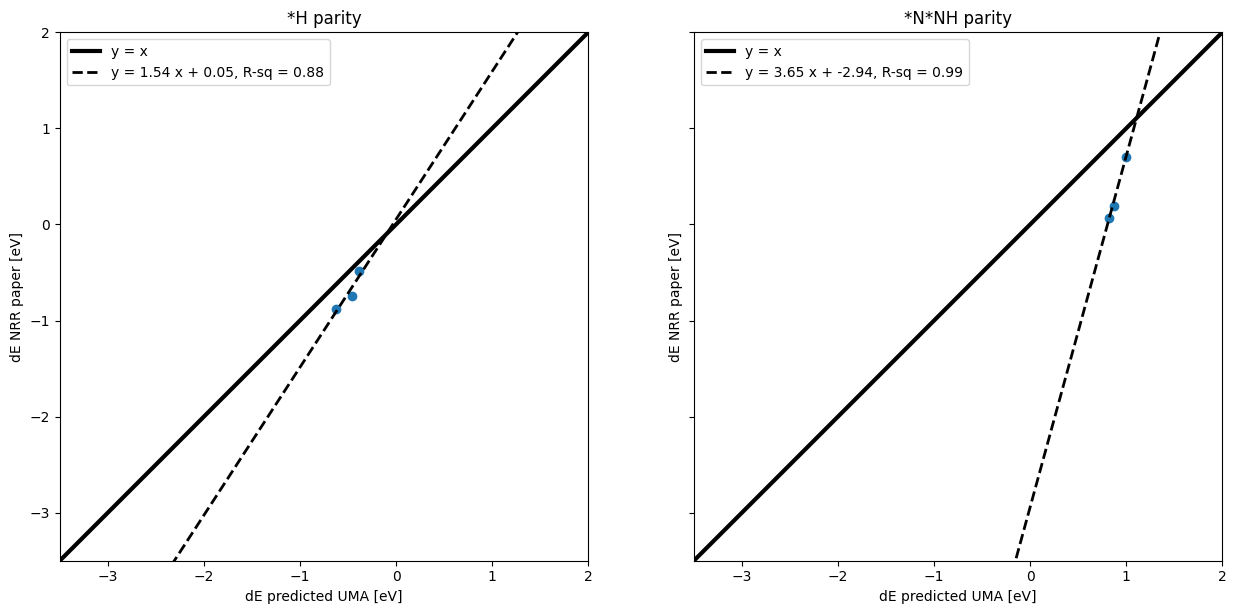 *H parity
y = x
y = 1.54 x + 0.05, R-sq = 0.88
2
1
0
−1
−2
−3
dE NRR paper [eV]
−3
−2
−1
0
1
2
dE predicted UMA [eV]
*N*NH parity
y = x
y = 3.65 x + -2.94, R-sq = 0.99
dE NRR paper [eV]
−3
−2
−1
0
1
2
dE predicted UMA [eV]